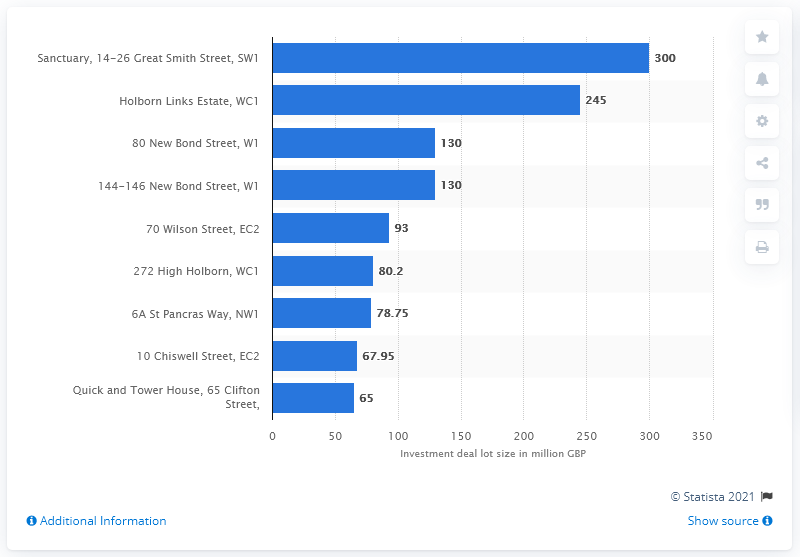 Sanctuary, 14-26 Great Smith Street, SW1 300
Holborn Links Estate, WC1 245
80 New Bond Street, W1 130
144-146 New Bond Street, W1 130
70 Wilson Street, EC2 93
272 High Holborn, WC1 80.2
6A St Pancras Way, NW1 78.75
10 Chiswell Street, EC2 67.95
Quick and Tower House, 65 Clifton
Street, 65
0 50 100 150 200 250 300 350
Investment deal lot size in million GBP
© Statista 2021
Additional Information Show source